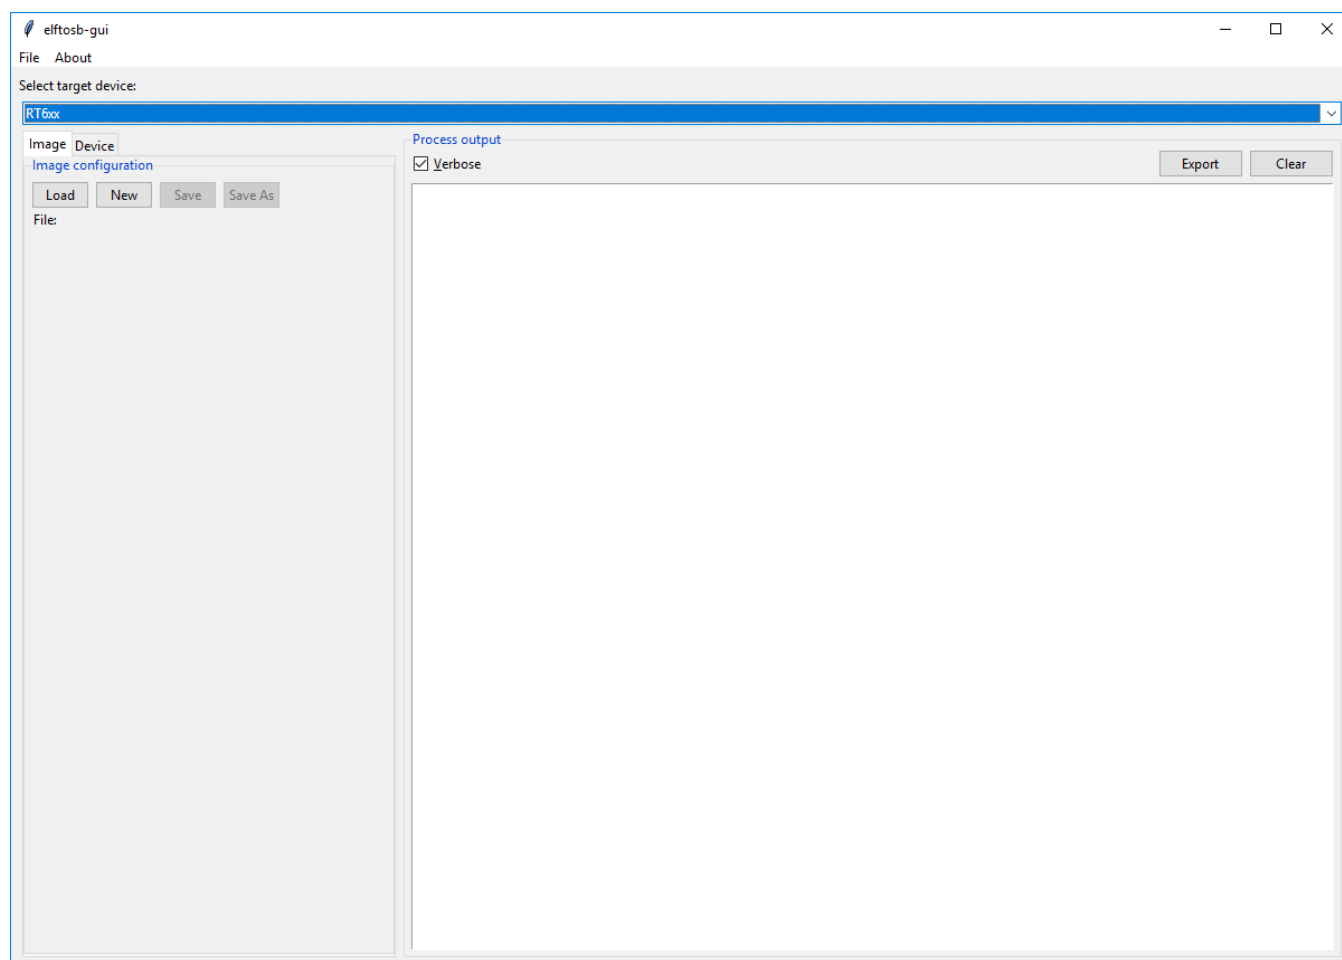 elftosb-gui
File About
Select target device:
RT6xx
Image Device
Image configuration
Load New Save Save As
File:
Process output
Verbose
Export Clear